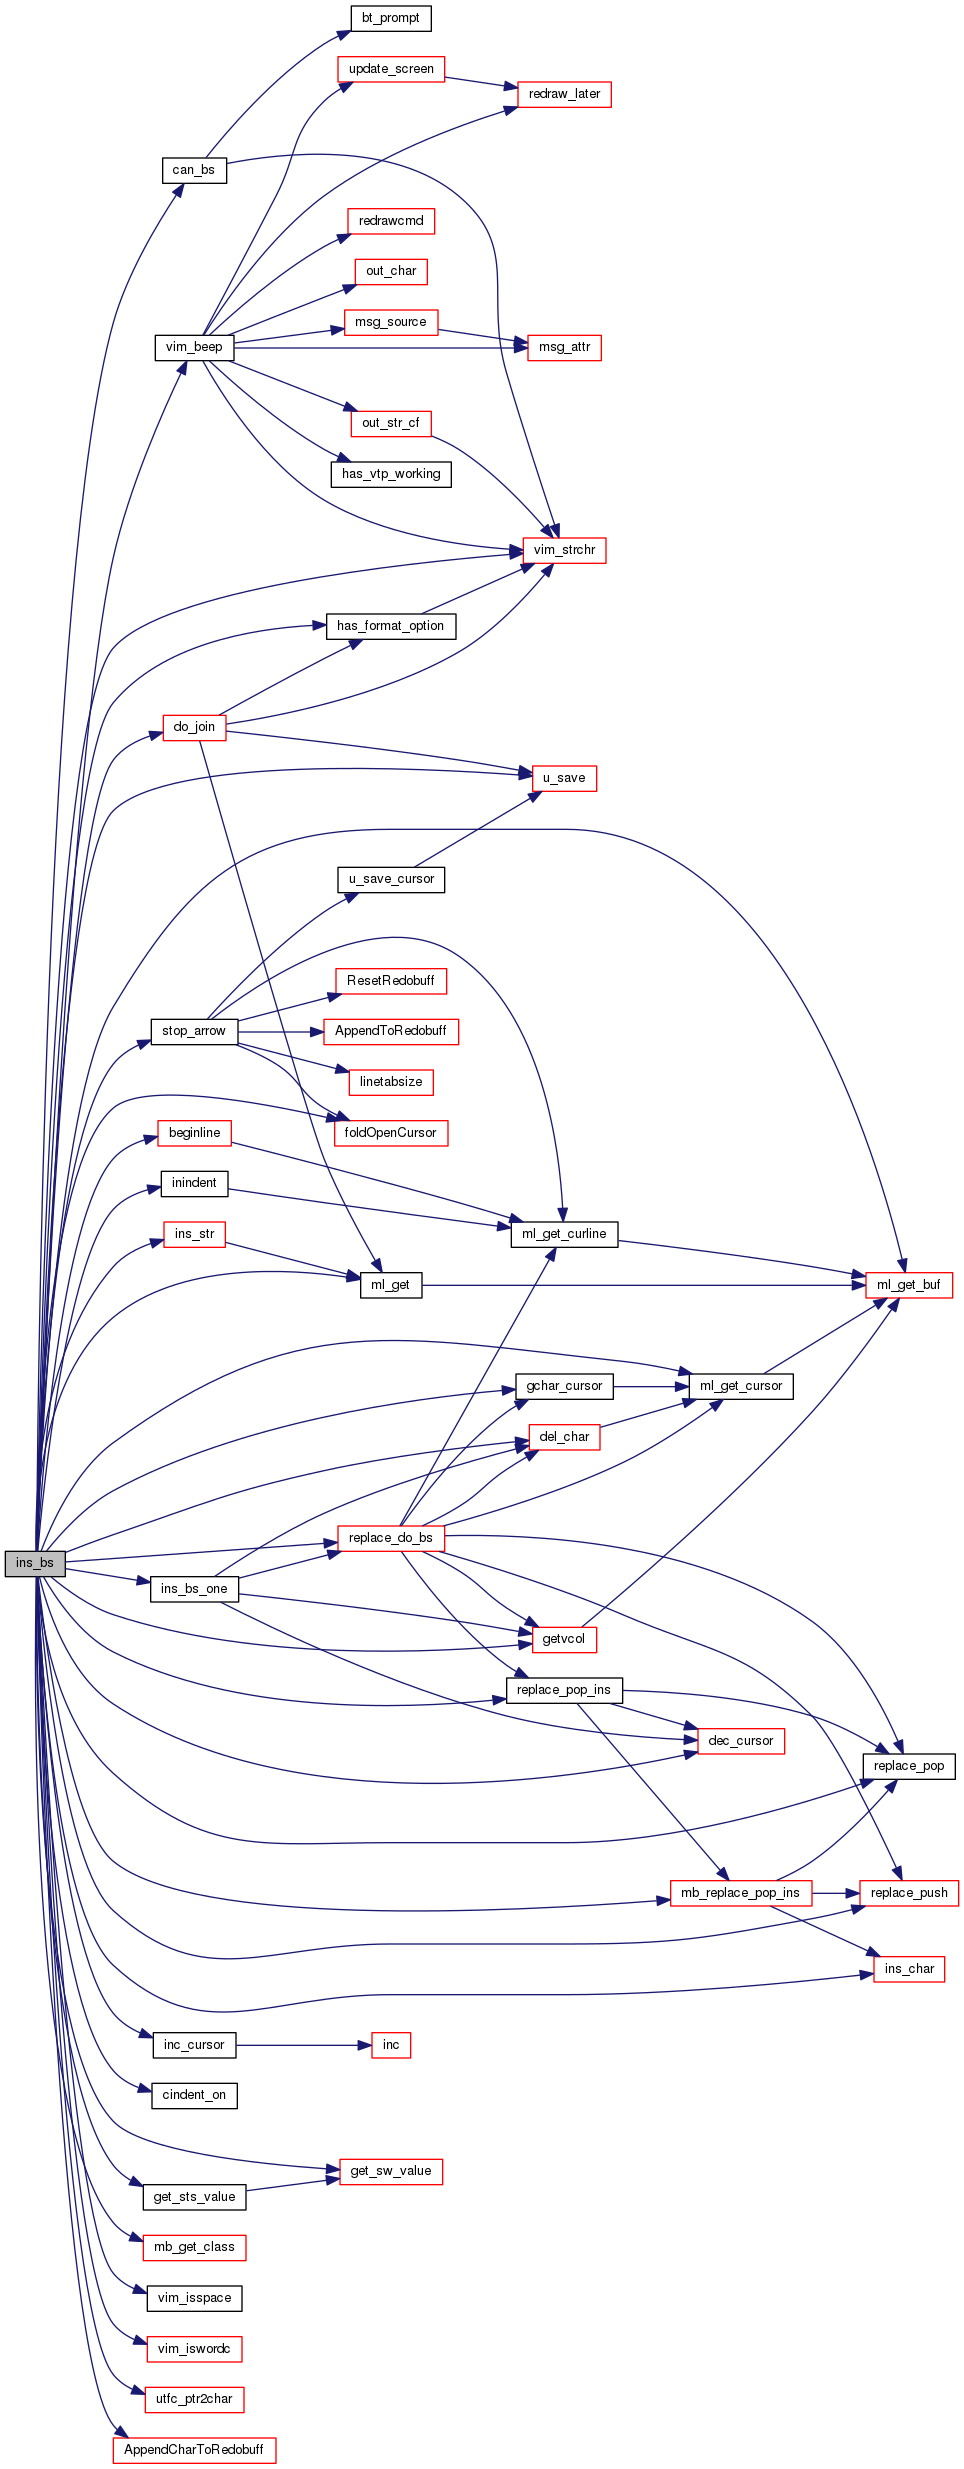 bt_prompt
update_screen
redraw_later
can_bs
redrawcmd
out_char
msg_source
vim_beep
msg_attr
out_str_cf
has_vtp_working
vim_strchr
has_format_option
do_join
u_save
u_save_cursor
ResetRedobuff
stop_arrow
AppendToRedobuff
linetabsize
beginline
foldOpenCursor
inindent
ins_str
ml_get_curline
ml_get
ml_get_buf
gchar_cursor
ml_get_cursor
del_char
replace_do_bs
ins_bs
ins_bs_one
getvcol
replace_pop_ins
dec_cursor
replace_pop
mb_replace_pop_ins
replace_push
ins_char
inc_cursor
inc
cindent_on
get_sw_value
get_sts_value
mb_get_class
vim_isspace
vim_iswordc
utfc_ptr2char
AppendCharToRedobuff